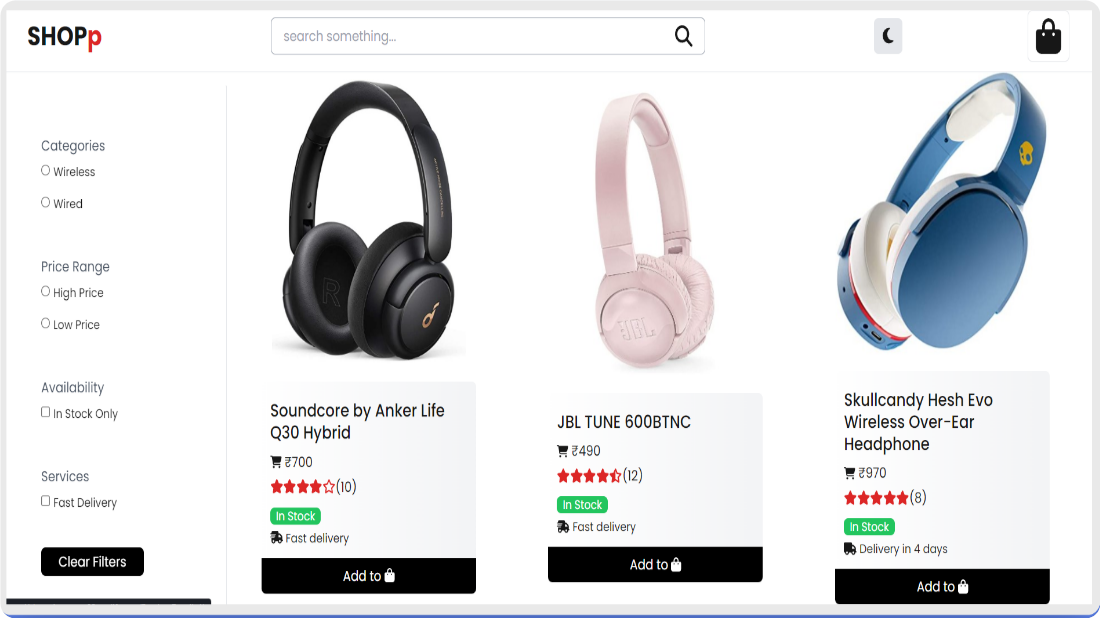 SHOPp
search something...
Categories
Wireless
Wired
Price Range
High Price
Low Price
Availability
In Stock Only
Services
Fast Delivery
Clear Filters
R
Soundcore by Anker Life
Q30 Hybrid
₹700
(10)
In Stock
Fast delivery
Add to
JBL
JBL TUNE 600BTNC
₹490
(12)
In Stock
Fast delivery
Add to
Skullcandy Hesh Evo
Wireless Over-Ear
Headphone
₹970
(8)
In Stock
Delivery in 4 days
Add to